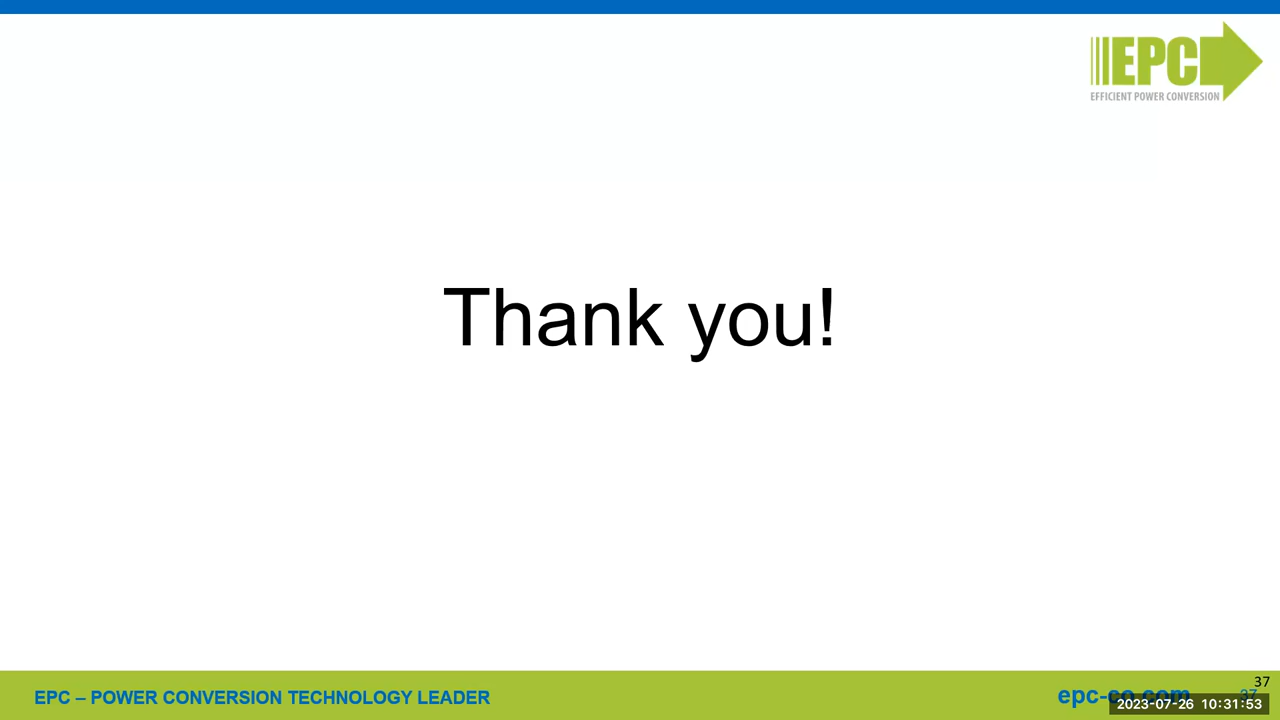 EPC
EFFICIENT POWER CONVERSION
Thank you!
EPC – POWER CONVERSION TECHNOLOGY LEADER
37
epc-co.com
37
2023-07-26 10:31:53